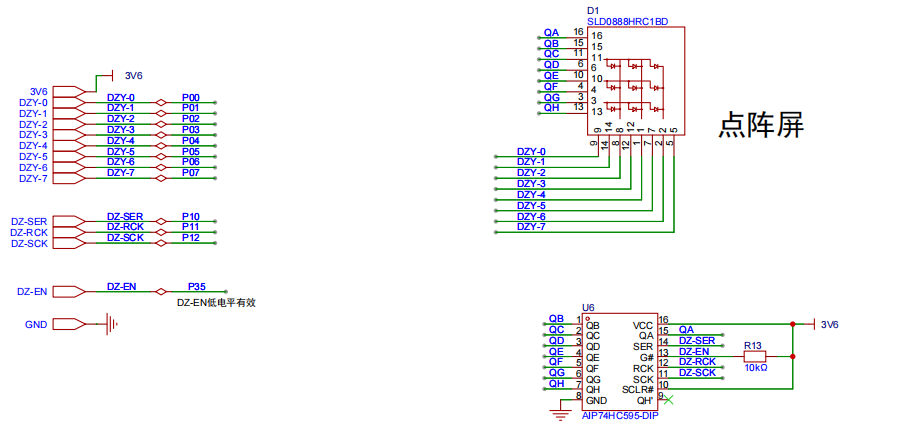 3V6
3V6
DZY-0 DZY-0 P00
DZY-1 DZY-1 P01
DZY-2 DZY-2 P02
DZY-3 DZY-3 P03
DZY-4 DZY-4 P04
DZY-5 DZY-5 P05
DZY-6 DZY-6 P06
DZY-7 DZY-7 P07
DZ-SER DZ-SER P10
DZ-RCK DZ-RCK P11
DZ-SCK DZ-SCK P12
DZ-EN DZ-EN P35
DZ-EN低电平有效
GND
D1
SLD0888HRC1BD
QA 16 16
QB 15 15
QC 11 11
QD 6 6
QE 10 10
QF 4 4
QG 3 3
QH 13 13
9 14 8 12 1 7 2 5
9 14 8 12 1 7 2 5
DZY-0
DZY-1
DZY-2
DZY-3
DZY-4
DZY-5
DZY-6
DZY-7
点阵屏
U6
QB 1 QB VCC 16 3V6
QC 2 QC QA 15 QA
QD 3 QD SER 14 DZ-SER
QE 4 QE G# 13 DZ-EN
QF 5 QF RCK 12 DZ-RCK
QG 6 QG SCK 11 DZ-SCK
QH 7 QH SCLR# 10
8 GND QH' 9
R13
10kΩ
AIP74HC595-DIP